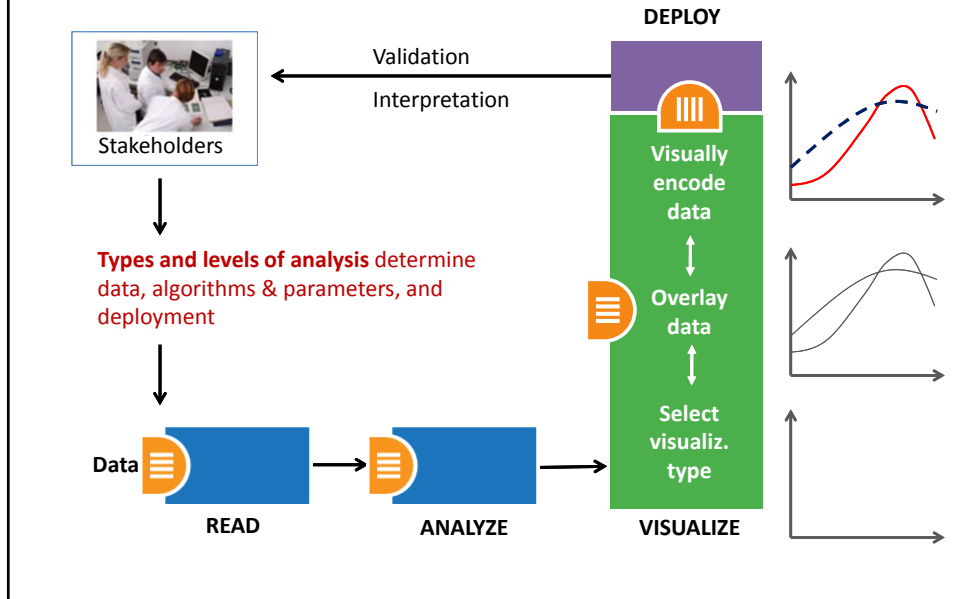 DEPLOY
Validation
Interpretation
Stakeholders
Visually
encode
data
Types and levels of analysis determine
data, algorithms & parameters, and
deployment
Overlay
data
Select
visualiz.
type
Data
READ
ANALYZE
VISUALIZE